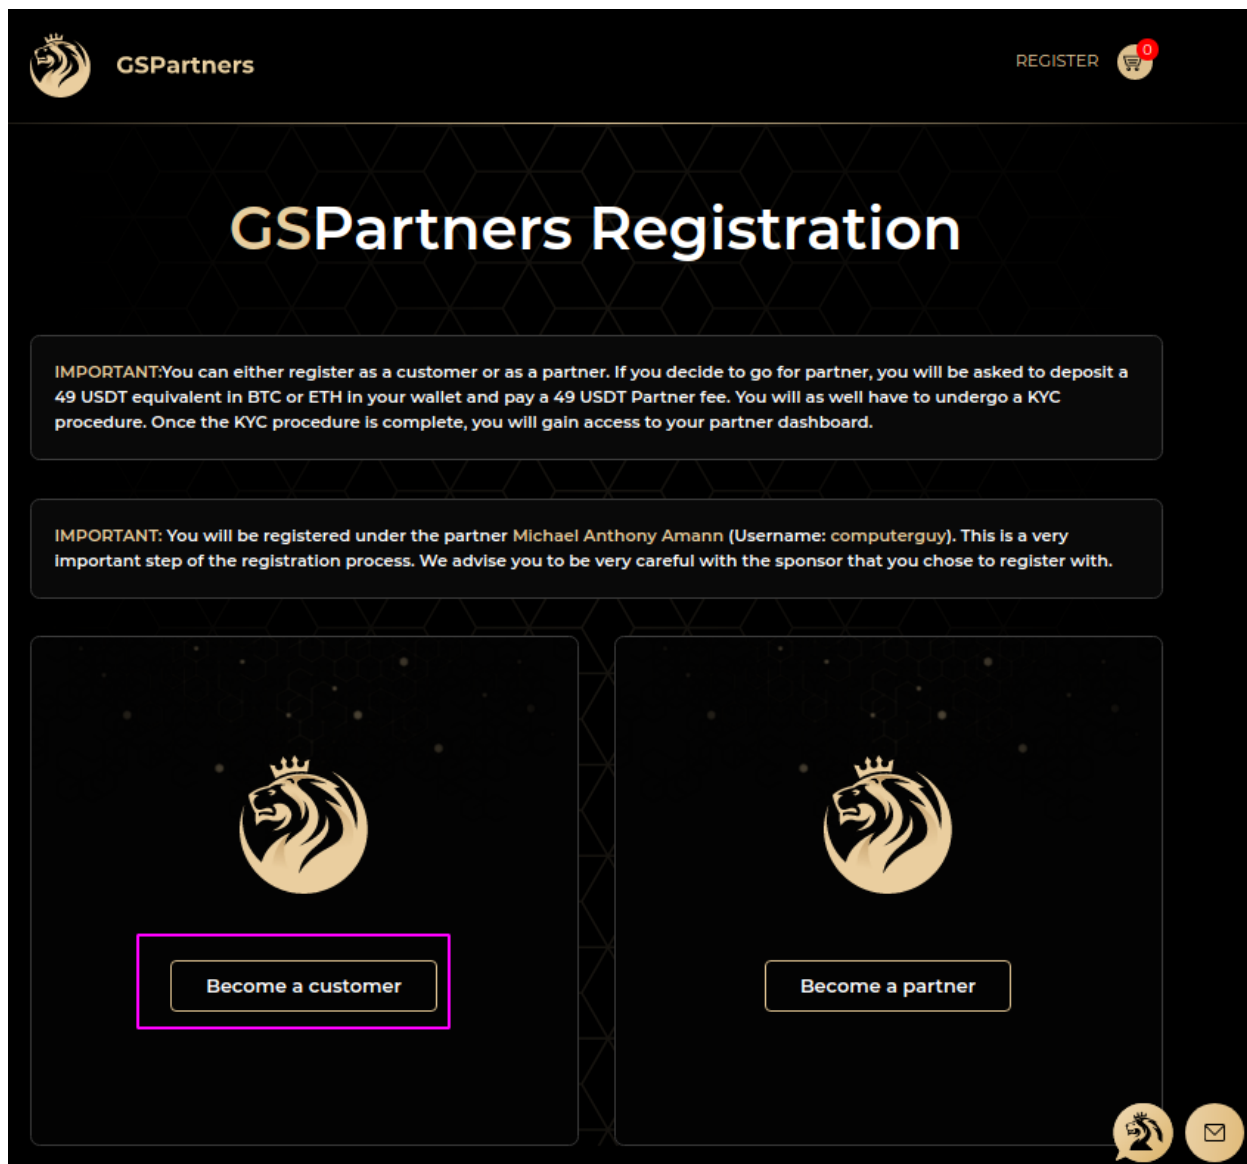 GSPartners
REGISTER
0
GSPartners Registration
IMPORTANT:You can either register as a customer or as a partner. If you decide to go for partner, you will be asked to deposit a
49 USDT equivalent in BTC or ETH in your wallet and pay a 49 USDT Partner fee. You will as well have to undergo a KYC
procedure. Once the KYC procedure is complete, you will gain access to your partner dashboard.
IMPORTANT: You will be registered under the partner Michael Anthony Amann (Username: computerguy). This is a very
important step of the registration process. We advise you to be very careful with the sponsor that you chose to register with.
Become a customer
Become a partner